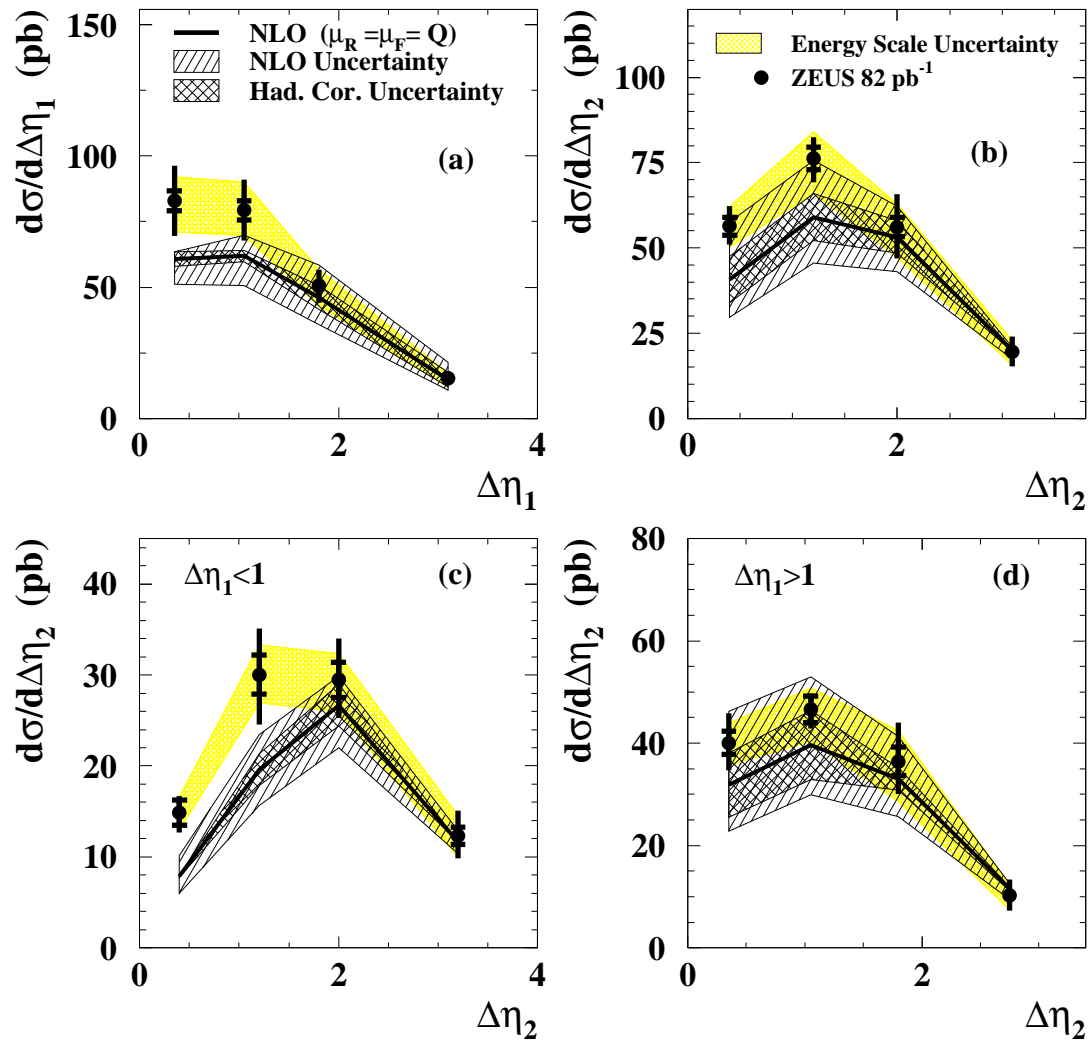 dσ/dΔη₁ (pb)
150
100
50
0
NLO (μ_R =μ_F= Q)
NLO Uncertainty
Had. Cor. Uncertainty
(a)
0 2 4
Δη₁
dσ/dΔη₂ (pb)
100
75
50
25
0
Energy Scale Uncertainty
ZEUS 82 pb⁻¹
(b)
0 2
Δη₂
dσ/dΔη₂ (pb)
40
30
20
10
0
Δη₁<1
(c)
0 2 4
Δη₂
dσ/dΔη₂ (pb)
80
60
40
20
0
Δη₁>1
(d)
0 2
Δη₂